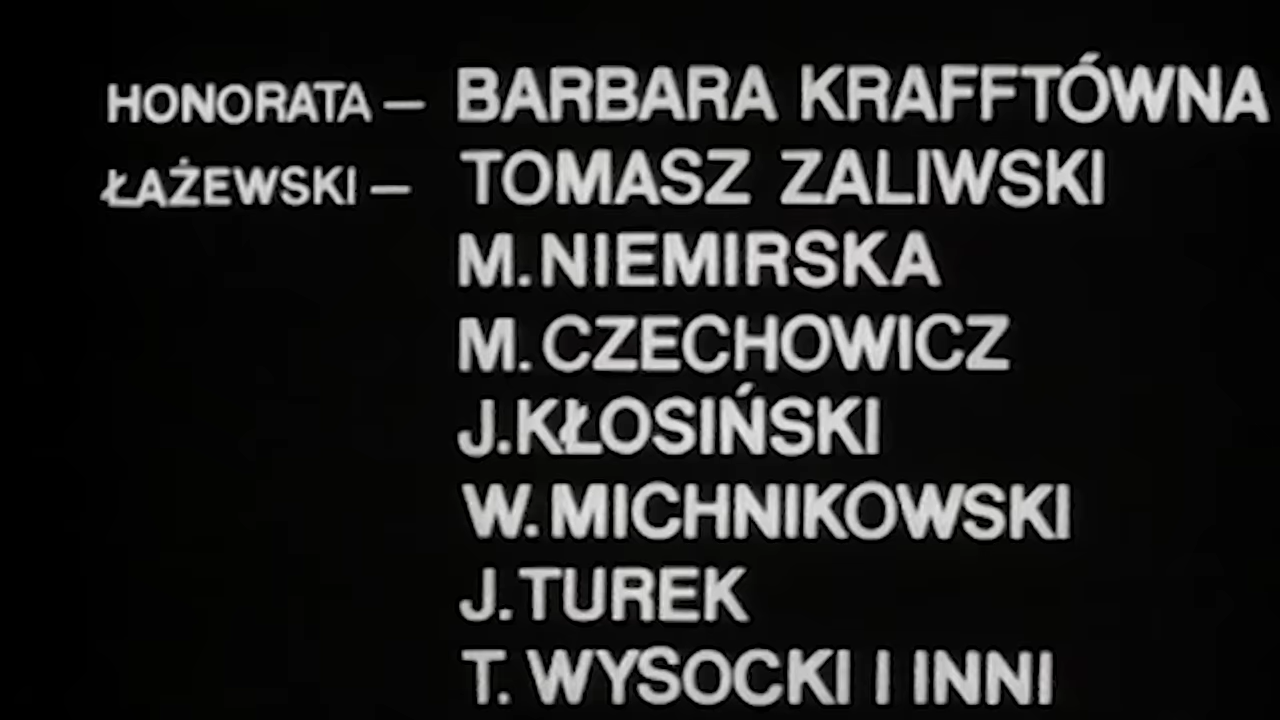 HONORATA — BARBARA KRAFFTÓWNA
ŁAŻEWSKI — TOMASZ ZALIWSKI
M. NIEMIRSKA
M. CZECHOWICZ
J. KŁOSIŃSKI
W. MICHNIKOWSKI
J. TUREK
T. WYSOCKI I INNI